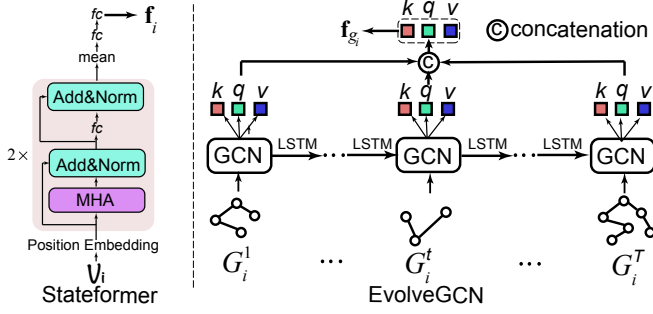 fc
f_i
fc
mean
Add&Norm
fc
2×
Add&Norm
MHA
Position Embedding
V_i
Stateformer
f_{g_i}
k q v
© concatenation
C
k q v
k q v
k q v
GCN
LSTM
...
LSTM
GCN
LSTM
...
LSTM
GCN
G_i^1
...
G_i^t
...
G_i^T
EvolveGCN